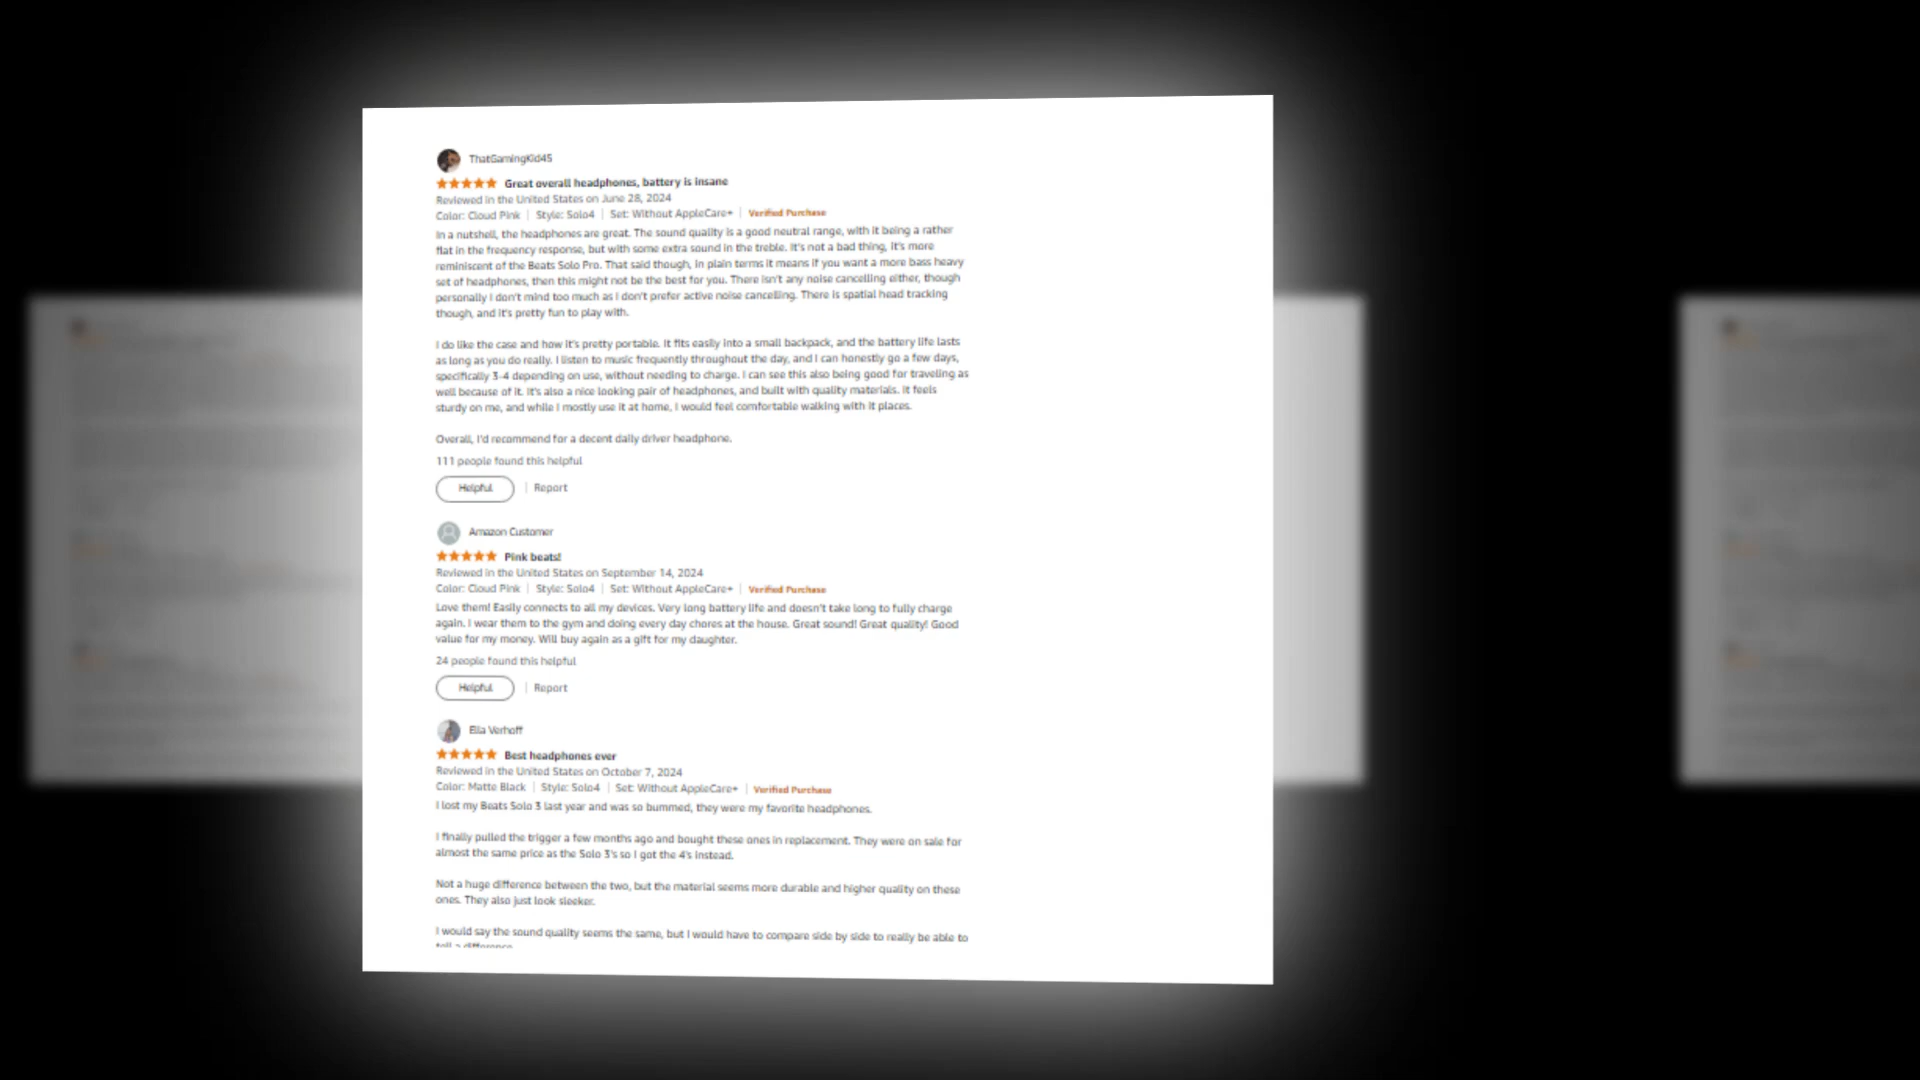 ThatGamingKid45
Great overall headphones, battery is insane
Reviewed in the United States on June 28, 2024
Color: Cloud Pink | Style: Solo4 | Set: Without AppleCare+ | Verified Purchase
In a nutshell, the headphones are great. The sound quality is a good neutral range, with it being a rather
flat in the frequency response, but with some extra sound in the treble. It's not a bad thing, it's more
reminiscent of the Beats Solo Pro. That said though, in plain terms it means if you want a more bass heavy
set of headphones, then this might not be the best for you. There isn't any noise cancelling either, though
personally I don't mind too much as I don't prefer active noise cancelling. There is spatial head tracking
though, and it's pretty fun to play with.
I do like the case and how it's pretty portable. It fits easily into a small backpack, and the battery life lasts
as long as you do really. I listen to music frequently throughout the day, and I can honestly go a few days,
specifically 3-4 depending on use, without needing to charge. I can see this also being good for traveling as
well because of it. It's also a nice looking pair of headphones, and built with quality materials. It feels
sturdy on me, and while I mostly use it at home, I would feel comfortable walking with it places.
Overall, I'd recommend for a decent daily driver headphone.
111 people found this helpful
Helpful | Report
Amazon Customer
Pink beats!
Reviewed in the United States on September 14, 2024
Color: Cloud Pink | Style: Solo4 | Set: Without AppleCare+ | Verified Purchase
Love them! Easily connects to all my devices. Very long battery life and doesn't take long to fully charge
again. I wear them to the gym and doing every day chores at the house. Great sound! Great quality! Good
value for my money. Will buy again as a gift for my daughter.
24 people found this helpful
Helpful | Report
Ella Verhoff
Best headphones ever
Reviewed in the United States on October 7, 2024
Color: Matte Black | Style: Solo4 | Set: Without AppleCare+ | Verified Purchase
I lost my Beats Solo 3 last year and was so bummed, they were my favorite headphones.
I finally pulled the trigger a few months ago and bought these ones in replacement. They were on sale for
almost the same price as the Solo 3's so I got the 4's instead.
Not a huge difference between the two, but the material seems more durable and higher quality on these
ones. They also just look sleeker.
I would say the sound quality seems the same, but I would have to compare side by side to really be able to
tell a difference